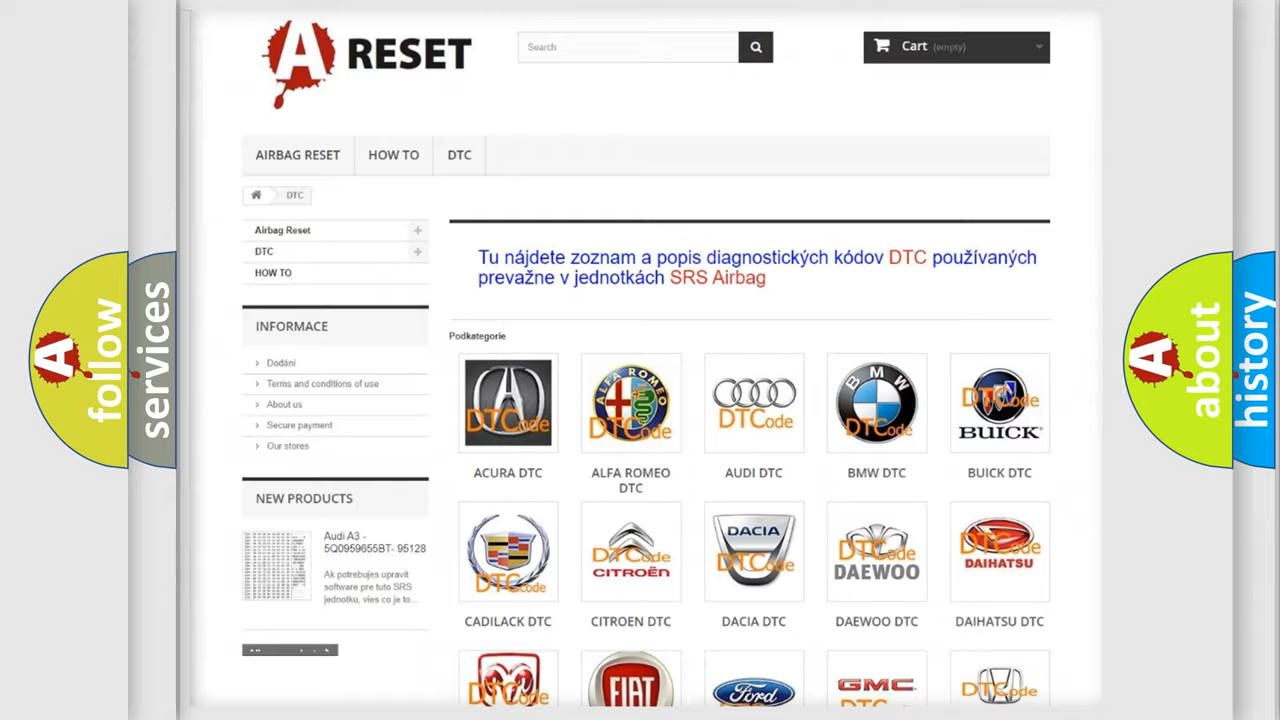 A RESET
Search
Cart (empty)
AIRBAG RESET
HOW TO
DTC
DTC
Airbag Reset
DTC
HOW TO
INFORMACE
Dodání
Terms and conditions of use
About us
Secure payment
Our stores
NEW PRODUCTS
Audi A3 -
5Q0959655BT- 95128
Ak potrebujes upravit
software pre tuto SRS
jednotku, vies co je to...
Tu nájdete zoznam a popis diagnostických kódov DTC používaných
prevažne v jednotkách SRS Airbag
Podkategorie
DTCode
ALFA ROMEO
DTCode
DTCode
BMW
DTCode
DTCode
BUICK
ACURA DTC
ALFA ROMEO
DTC
AUDI DTC
BMW DTC
BUICK DTC
DTCode
DTCode
CITROËN
DACIA
DTCode
DTCode
DAEWOO
DTCode
DAIHATSU
CADILACK DTC
CITROEN DTC
DACIA DTC
DAEWOO DTC
DAIHATSU DTC
DTCode
FIAT
Ford
GMC
DTCode
A follow
services
A about
history